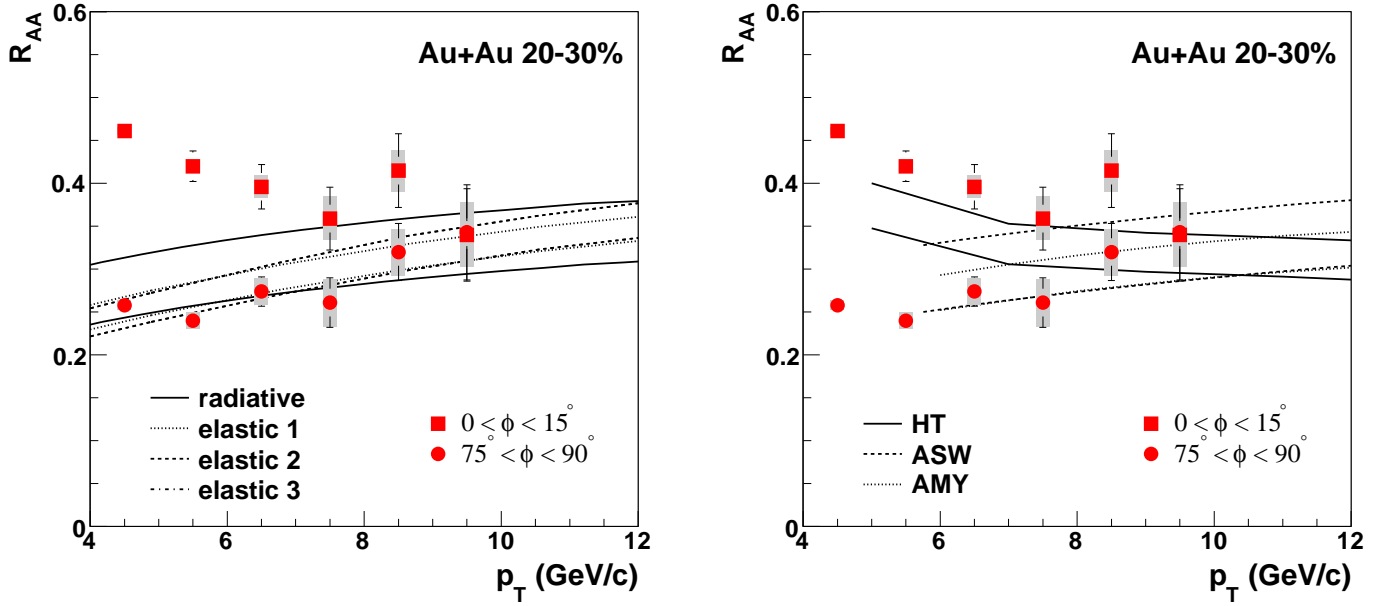 R_AA
Au+Au 20-30%
0.6
0.4
0.2
0
radiative
elastic 1
elastic 2
elastic 3
0 < ϕ < 15°
75° < ϕ < 90°
4 6 8 10 12
p_T (GeV/c)
R_AA
Au+Au 20-30%
0.6
0.4
0.2
0
HT
ASW
AMY
0 < ϕ < 15°
75° < ϕ < 90°
4 6 8 10 12
p_T (GeV/c)